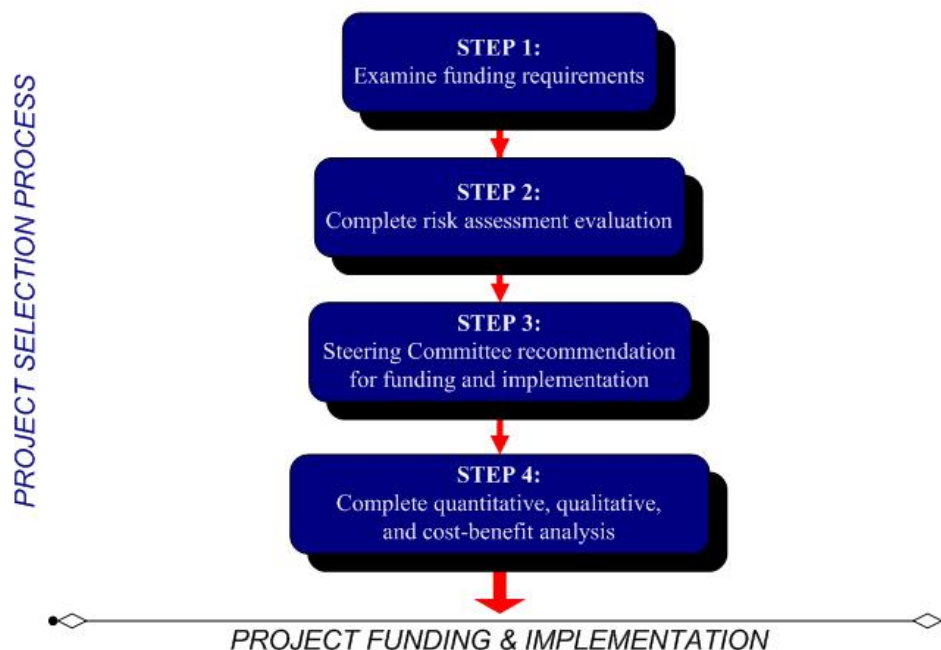 PROJECT SELECTION PROCESS
STEP 1:
Examine funding requirements
STEP 2:
Complete risk assessment evaluation
STEP 3:
Steering Committee recommendation
for funding and implementation
STEP 4:
Complete quantitative, qualitative,
and cost-benefit analysis
PROJECT FUNDING & IMPLEMENTATION